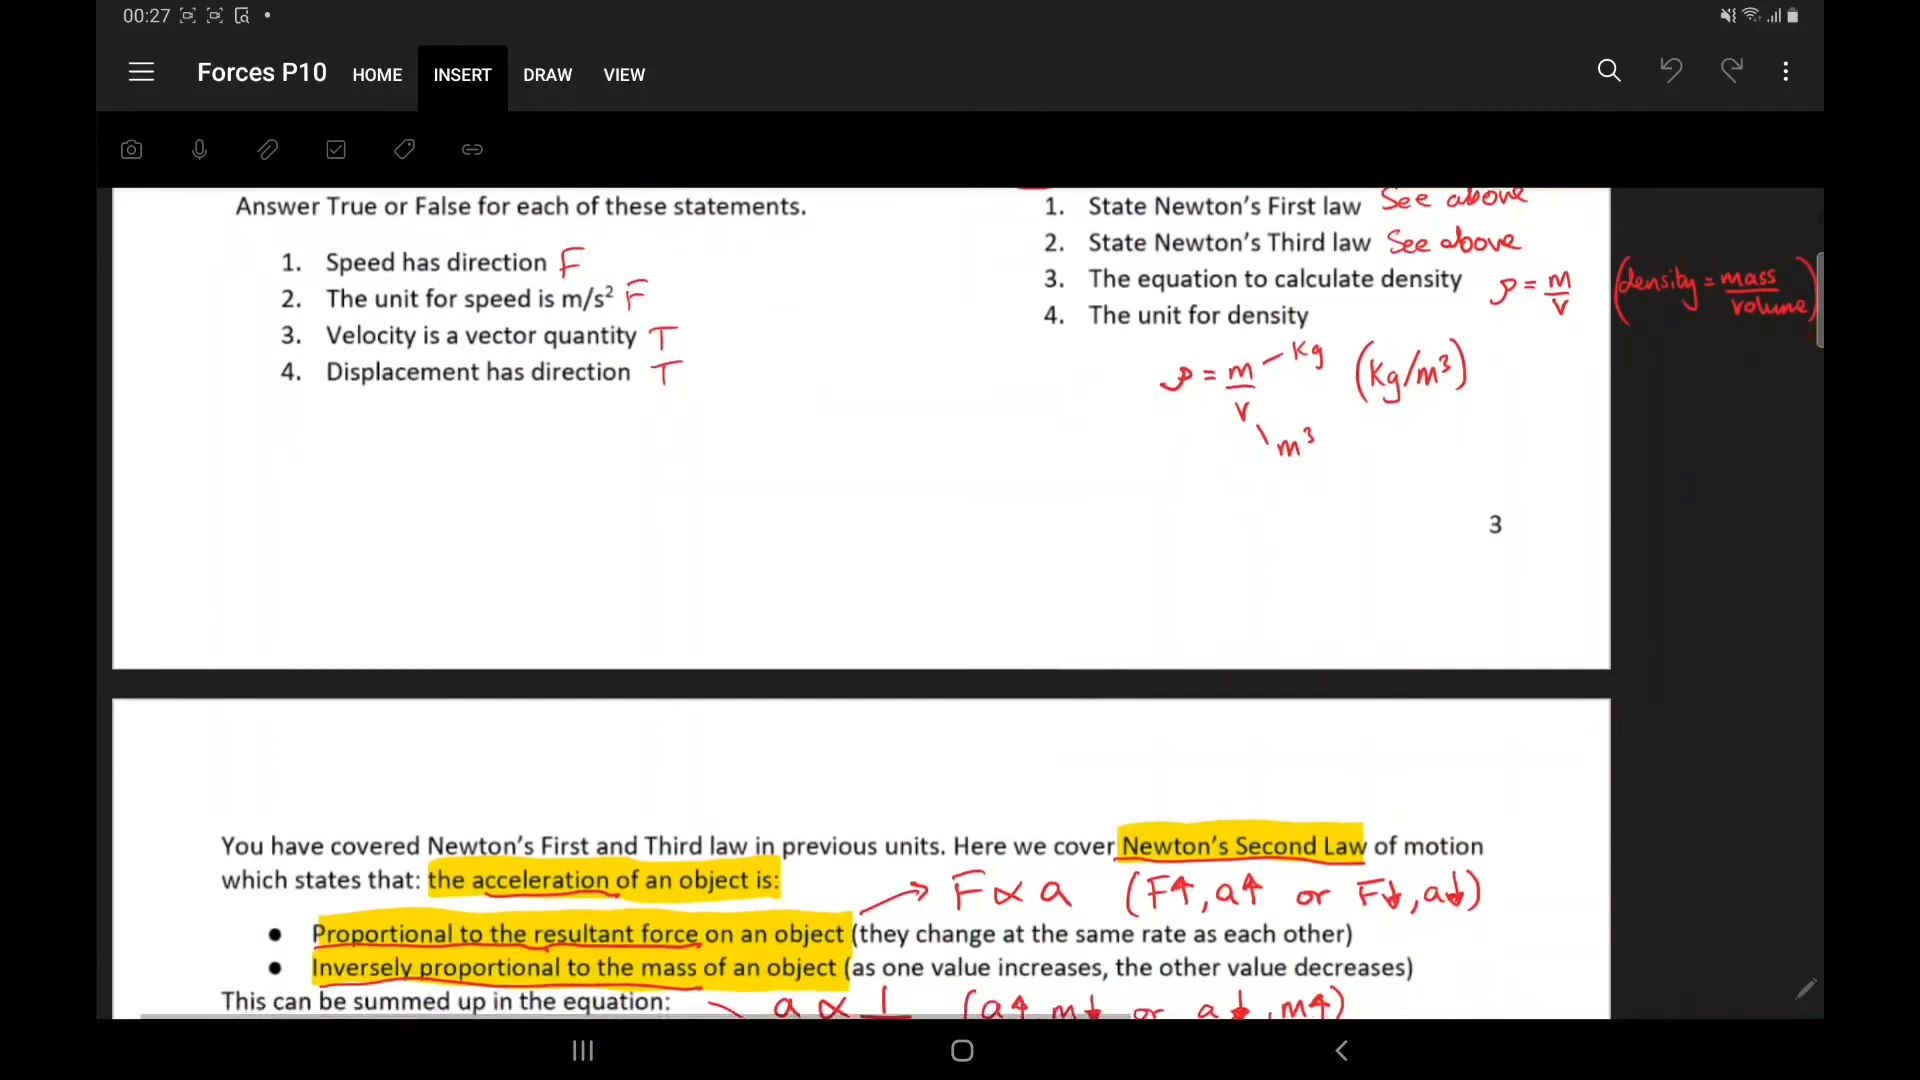 00:27
Forces P10 HOME INSERT DRAW VIEW
Answer True or False for each of these statements.
1. Speed has direction F
2. The unit for speed is m/s² F
3. Velocity is a vector quantity T
4. Displacement has direction T
1. State Newton's First law See above
2. State Newton's Third law See above
3. The equation to calculate density ρ = m/v (density = mass/volume)
4. The unit for density
ρ = m/v – kg \ m³ (kg/m³)
3
You have covered Newton's First and Third law in previous units. Here we cover Newton's Second Law of motion
which states that: the acceleration of an object is:
F ∝ a (F↑, a↑ or F↓, a↓)
● Proportional to the resultant force on an object (they change at the same rate as each other)
● Inversely proportional to the mass of an object (as one value increases, the other value decreases)
This can be summed up in the equation: a ∝ 1 (a↑ m↓ or a↓, m↑)